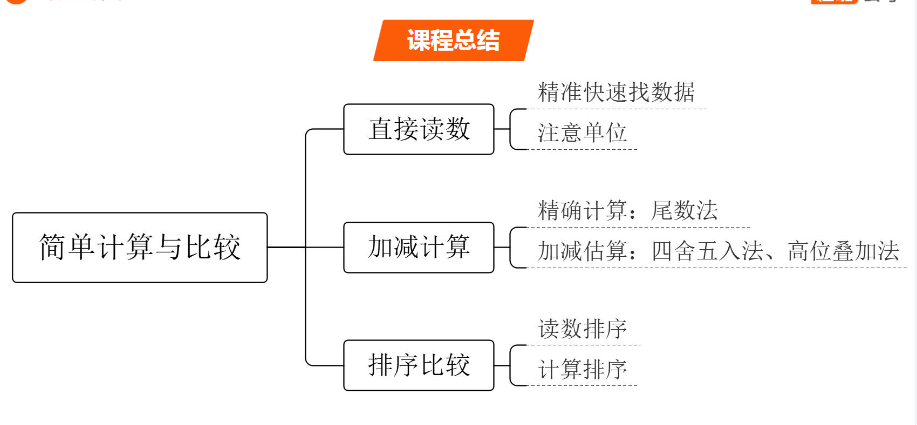 课程总结
精准快速找数据
直接读数
注意单位
精确计算：尾数法
简单计算与比较
加减计算
加减估算：四舍五入法、高位叠加法
读数排序
排序比较
计算排序